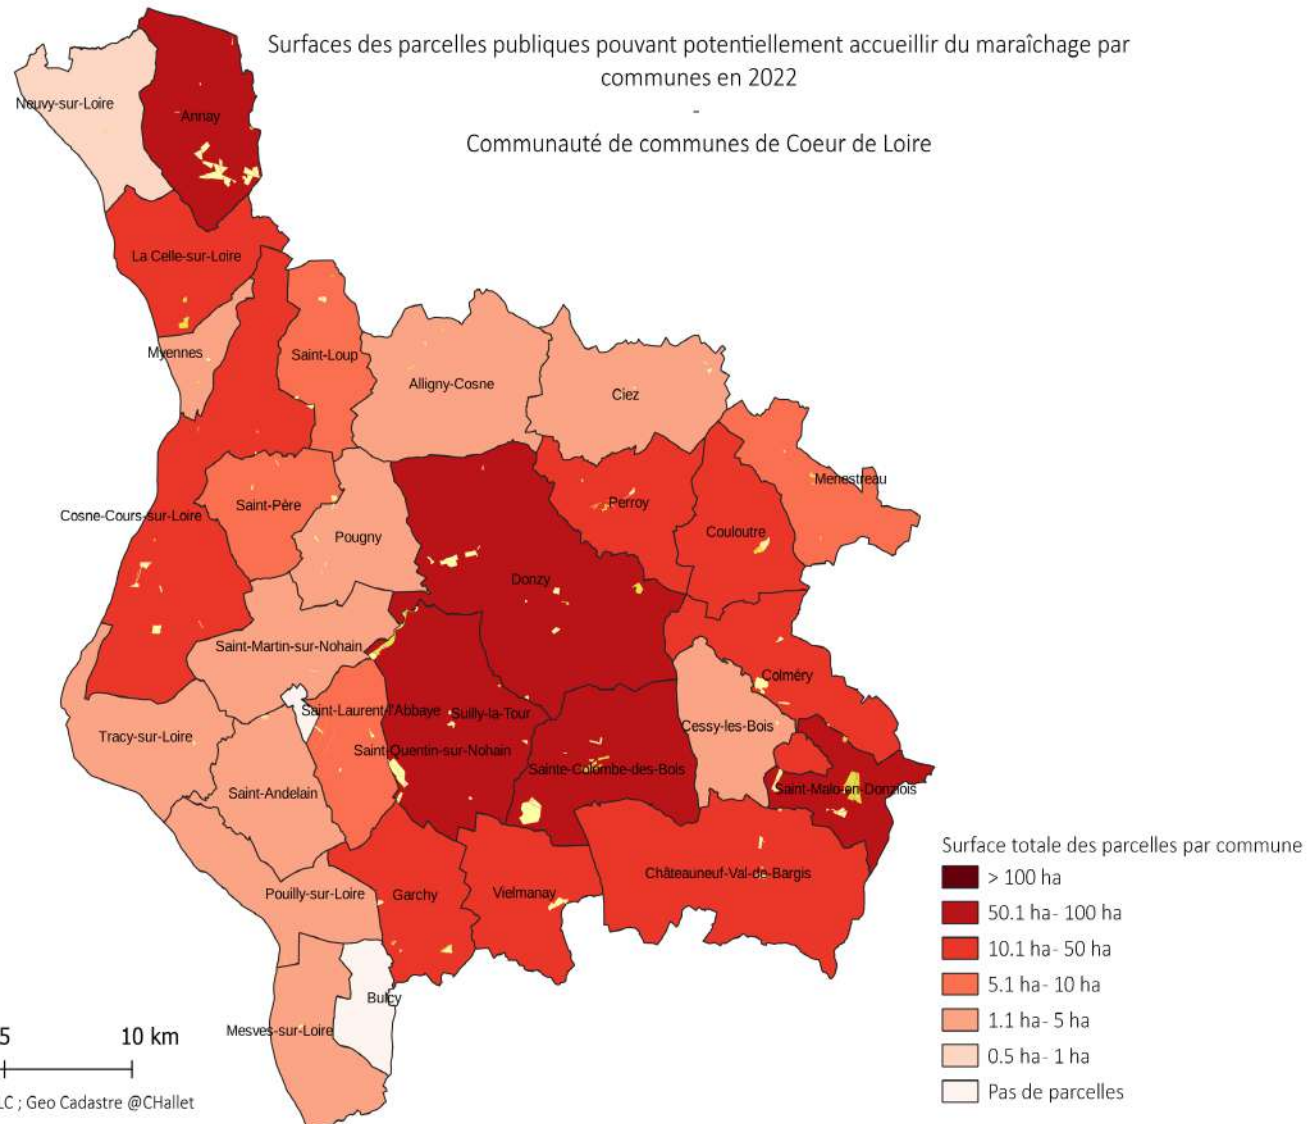 Surfaces des parcelles publiques pouvant potentiellement accueillir du maraîchage par
communes en 2022
-
Communauté de communes de Coeur de Loire
Neuvy-sur-Loire
Annay
La Celle-sur-Loire
Myennes
Saint-Loup
Alligny-Cosne
Ciez
Menestreau
Cosne-Cours-sur-Loire
Saint-Père
Perroy
Couloutre
Pougny
Donzy
Saint-Martin-sur-Nohain
Colméry
Saint-Laurent-l'Abbaye
Suilly-la-Tour
Cessy-les-Bois
Tracy-sur-Loire
Saint-Quentin-sur-Nohain
Sainte-Colombe-des-Bois
Saint-Andelain
Saint-Malo-en-Donziois
Châteauneuf-Val-de-Bargis
Pouilly-sur-Loire
Garchy
Vielmanay
Bulcy
Mesves-sur-Loire
Surface totale des parcelles par commune
> 100 ha
50.1 ha- 100 ha
10.1 ha- 50 ha
5.1 ha- 10 ha
1.1 ha- 5 ha
0.5 ha- 1 ha
Pas de parcelles
5 10 km
LC ; Geo Cadastre @CHallet